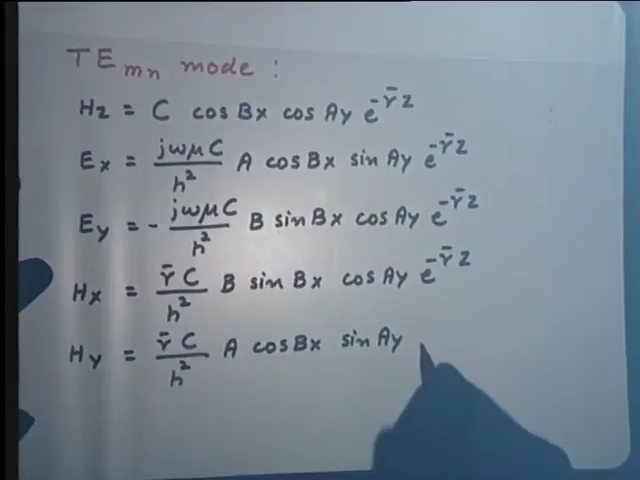 TEmn mode :
Hz = C cos Bx cos Ay e^-γ̄z
Ex = jωμC/h² A cos Bx sin Ay e^-γ̄z
Ey = - jωμC/h² B sin Bx cos Ay e^-γ̄z
Hx = γ̄C/h² B sin Bx cos Ay e^-γ̄z
Hy = γ̄C/h² A cos Bx sin Ay